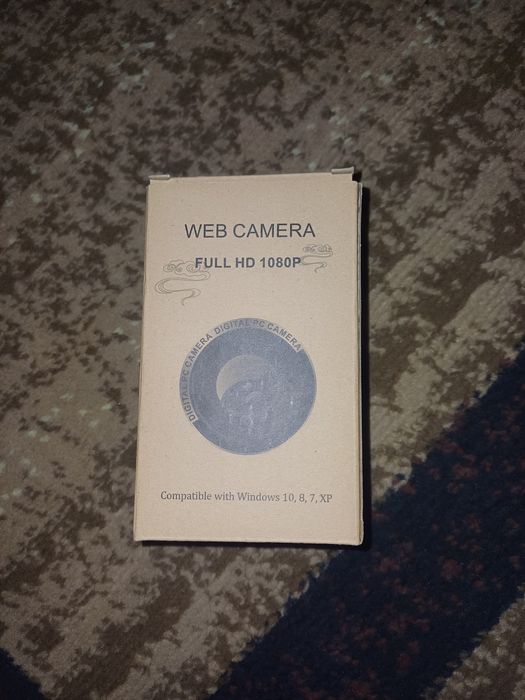 WEB CAMERA
FULL HD 1080P
DIGITAL PC CAMERA DIGITAL PC CAMERA
Compatible with Windows 10, 8, 7, XP